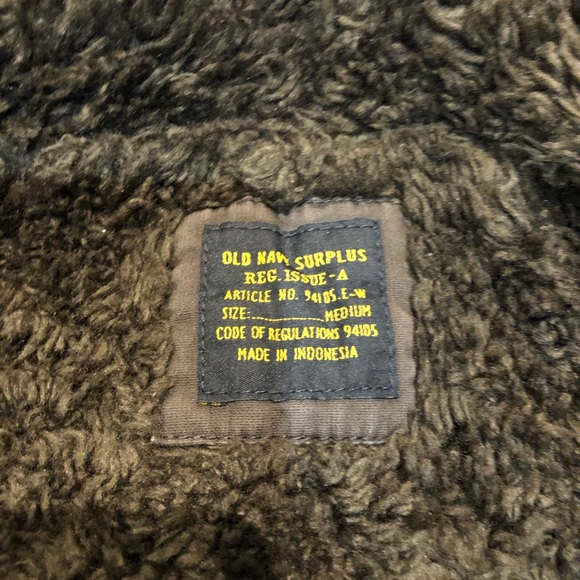 OLD NAVY SURPLUS
REG. ISSUE-A
ARTICLE NO. 94105.E-W
SIZE:..............MEDIUM
CODE OF REGULATIONS 94105
MADE IN INDONESIA